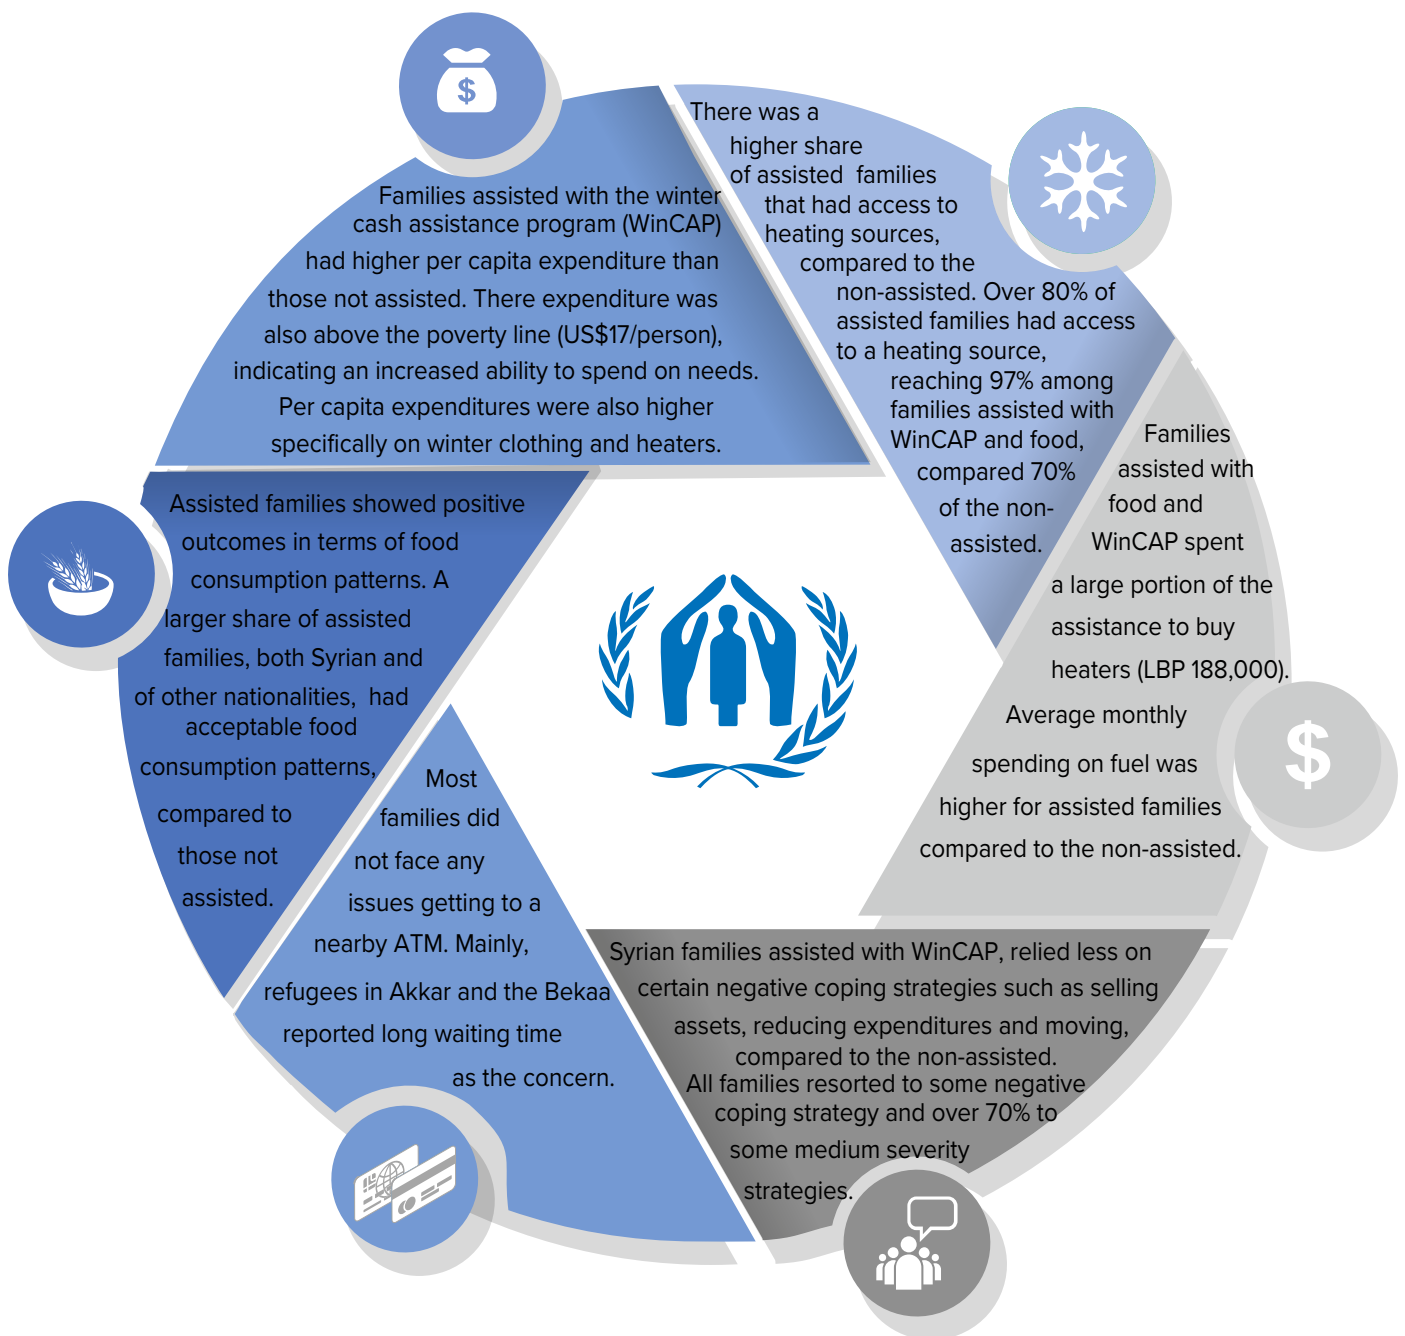 $
Families assisted with the winter
cash assistance program (WinCAP)
had higher per capita expenditure than
those not assisted. There expenditure was
also above the poverty line (US$17/person),
indicating an increased ability to spend on needs.
Per capita expenditures were also higher
specifically on winter clothing and heaters.
There was a
higher share
of assisted families
that had access to
heating sources,
compared to the
non-assisted. Over 80% of
assisted families had access
to a heating source,
reaching 97% among
families assisted with
WinCAP and food,
compared 70%
of the non-
assisted.
Families
assisted with
food and
WinCAP spent
a large portion of the
assistance to buy
heaters (LBP 188,000).
Average monthly
spending on fuel was
higher for assisted families
compared to the non-assisted.
$
Syrian families assisted with WinCAP, relied less on
certain negative coping strategies such as selling
assets, reducing expenditures and moving,
compared to the non-assisted.
All families resorted to some negative
coping strategy and over 70% to
some medium severity
strategies.
Most
families did
not face any
issues getting to a
nearby ATM. Mainly,
refugees in Akkar and the Bekaa
reported long waiting time
as the concern.
Assisted families showed positive
outcomes in terms of food
consumption patterns. A
larger share of assisted
families, both Syrian and
of other nationalities, had
acceptable food
consumption patterns,
compared to
those not
assisted.